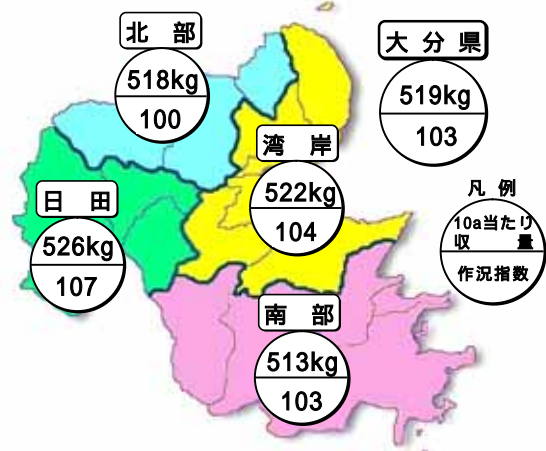 北部
518kg
100
大分県
519kg
103
湾岸
522kg
104
日田
526kg
107
凡例
10a当たり
収量
作況指数
南部
513kg
103